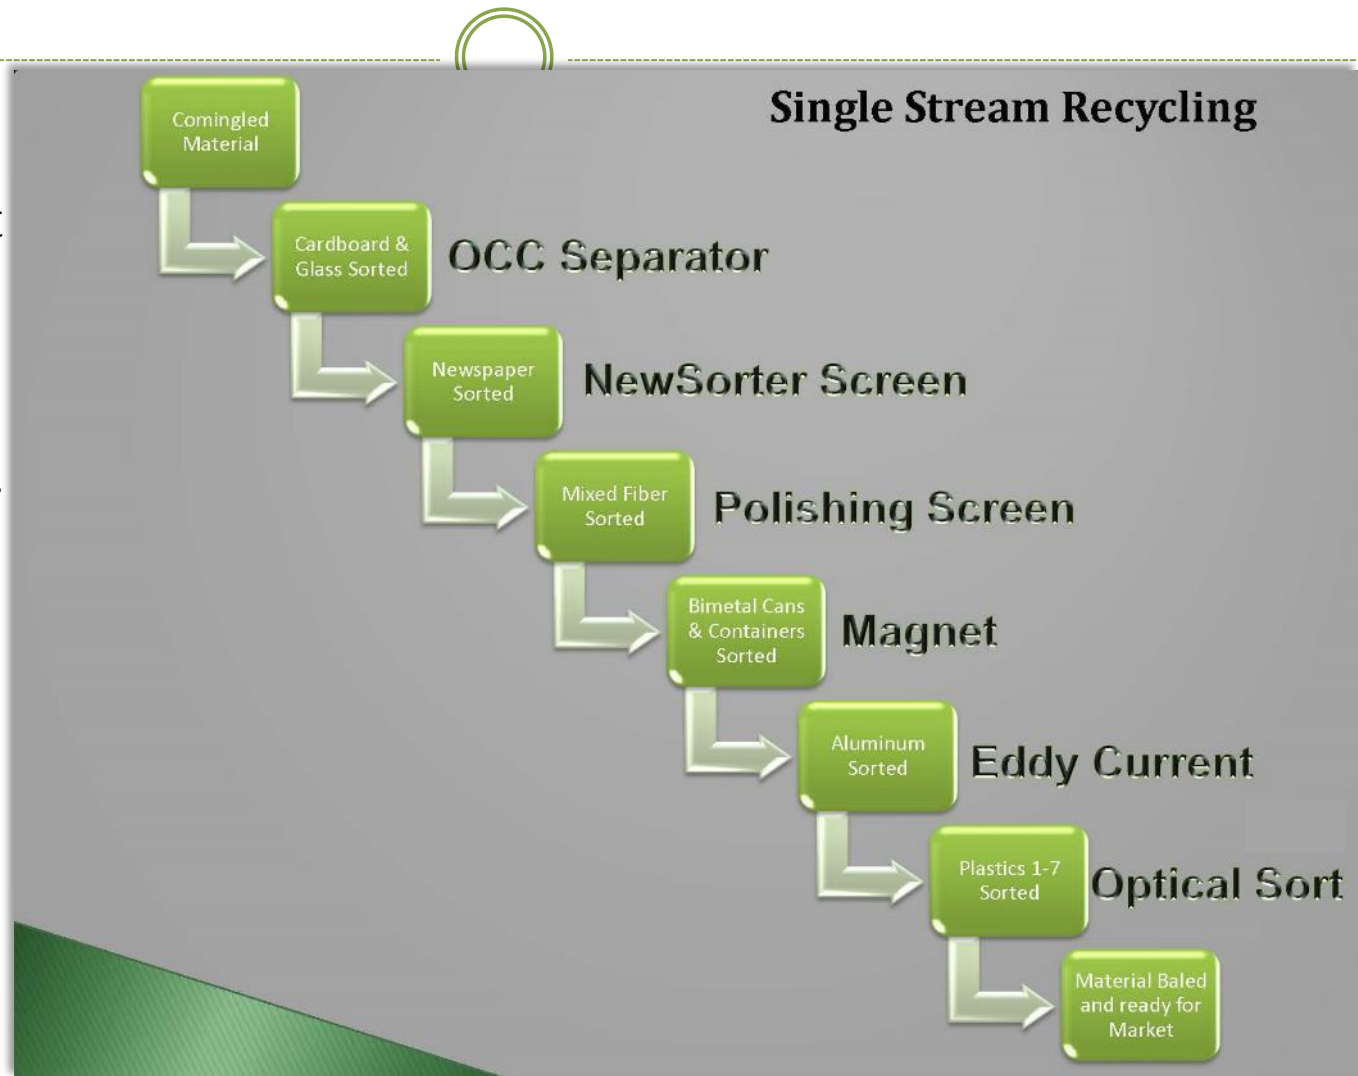 Single Stream Recycling
Comingled
Material
Cardboard &
Glass Sorted
OCC Separator
Newspaper
Sorted
NewSorter Screen
Mixed Fiber
Sorted
Polishing Screen
Bimetal Cans
& Containers
Sorted
Magnet
Aluminum
Sorted
Eddy Current
Plastics 1-7
Sorted
Optical Sort
Material Baled
and ready for
Market